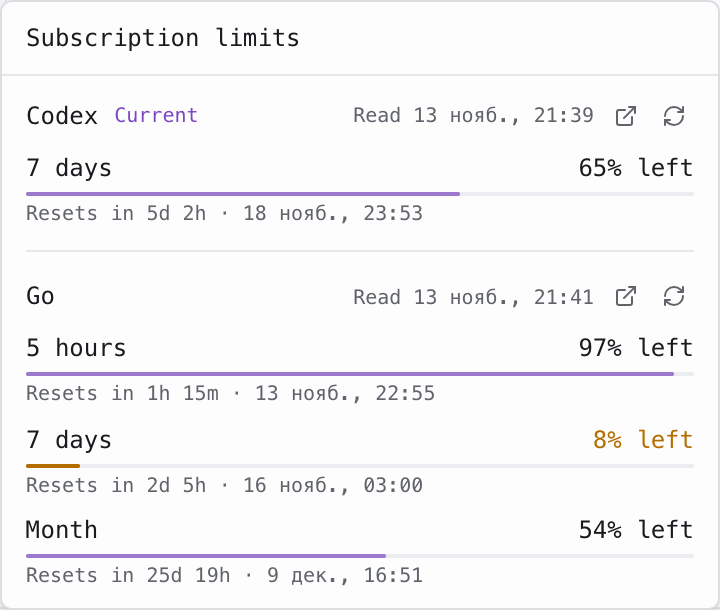 Subscription limits
Codex Current Read 13 нояб., 21:39
7 days 65% left
Resets in 5d 2h · 18 нояб., 23:53
Go Read 13 нояб., 21:41
5 hours 97% left
Resets in 1h 15m · 13 нояб., 22:55
7 days 8% left
Resets in 2d 5h · 16 нояб., 03:00
Month 54% left
Resets in 25d 19h · 9 дек., 16:51